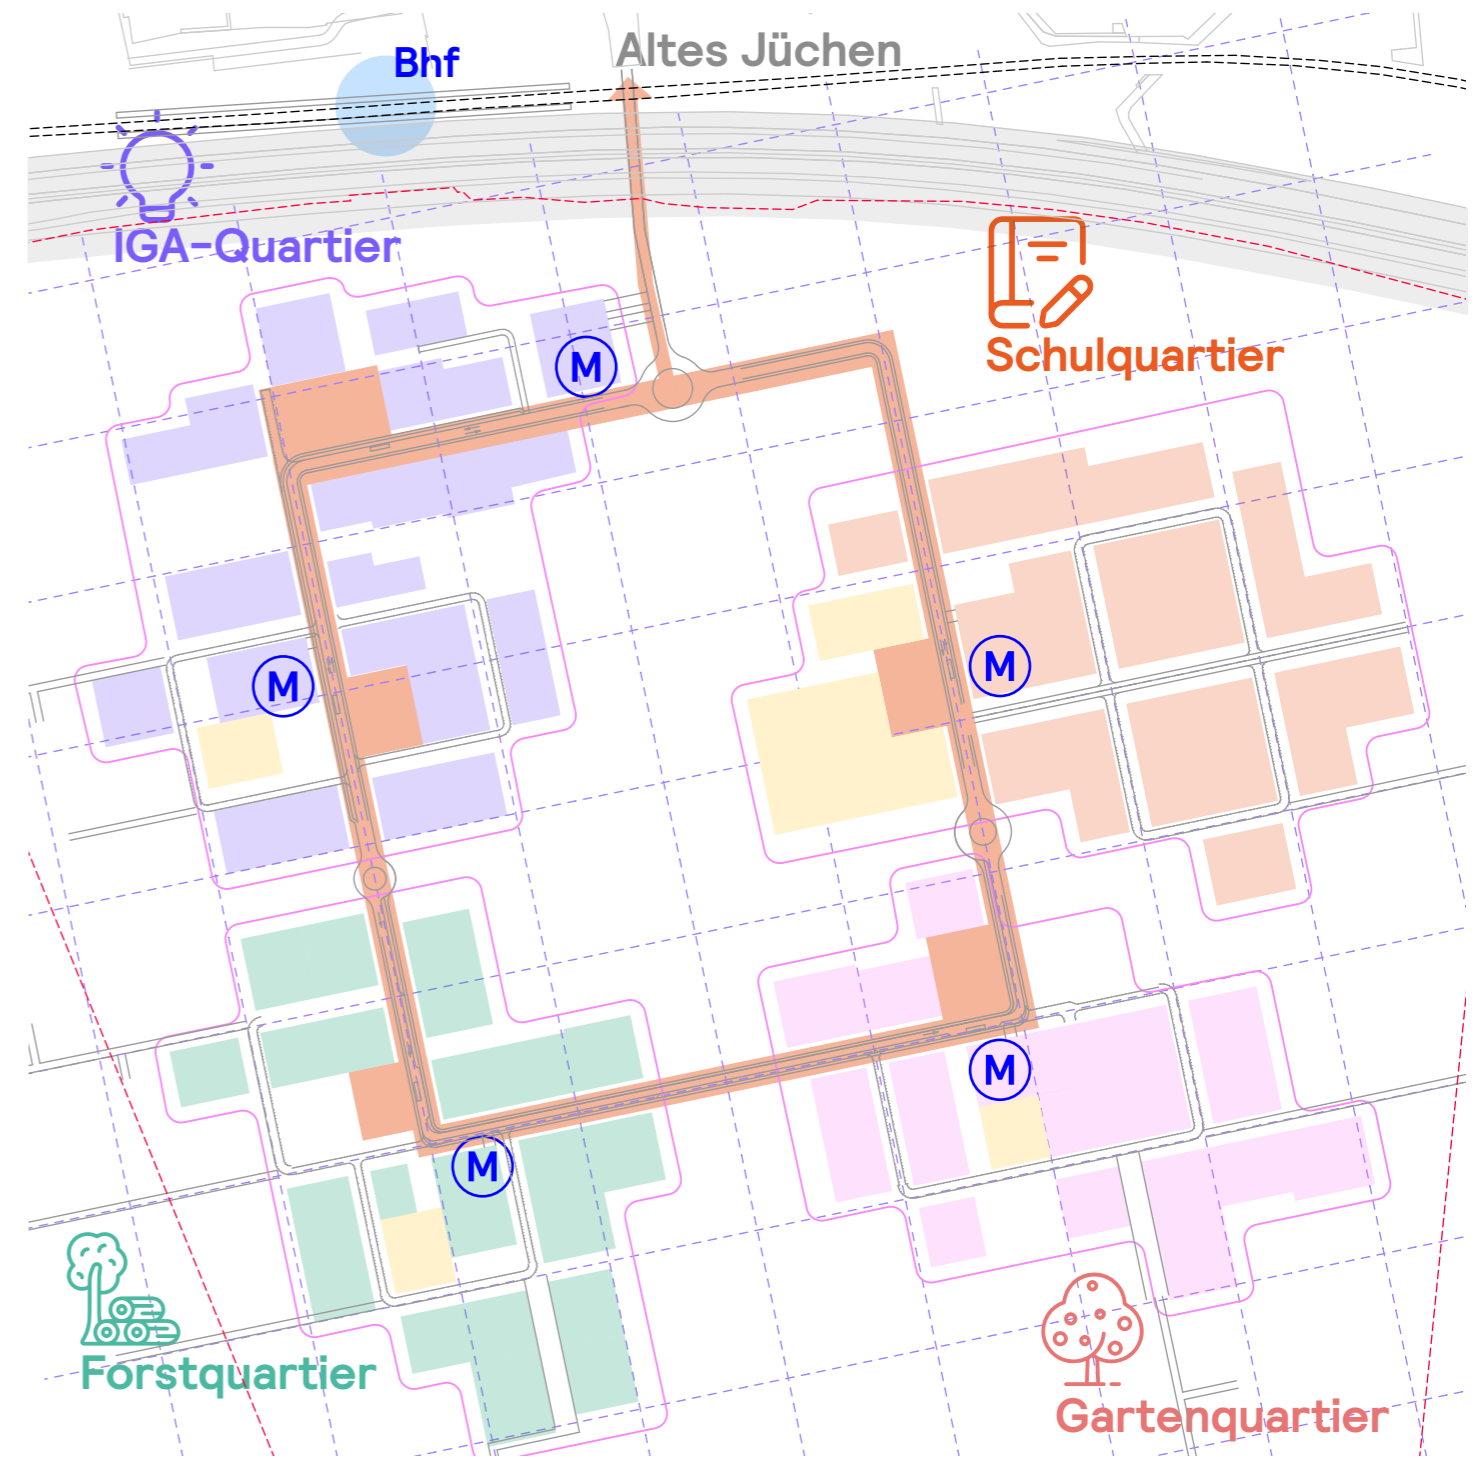 Bhf
Altes Jüchen
IGA-Quartier
Schulquartier
M
M
M
M
M
Forstquartier
Gartenquartier